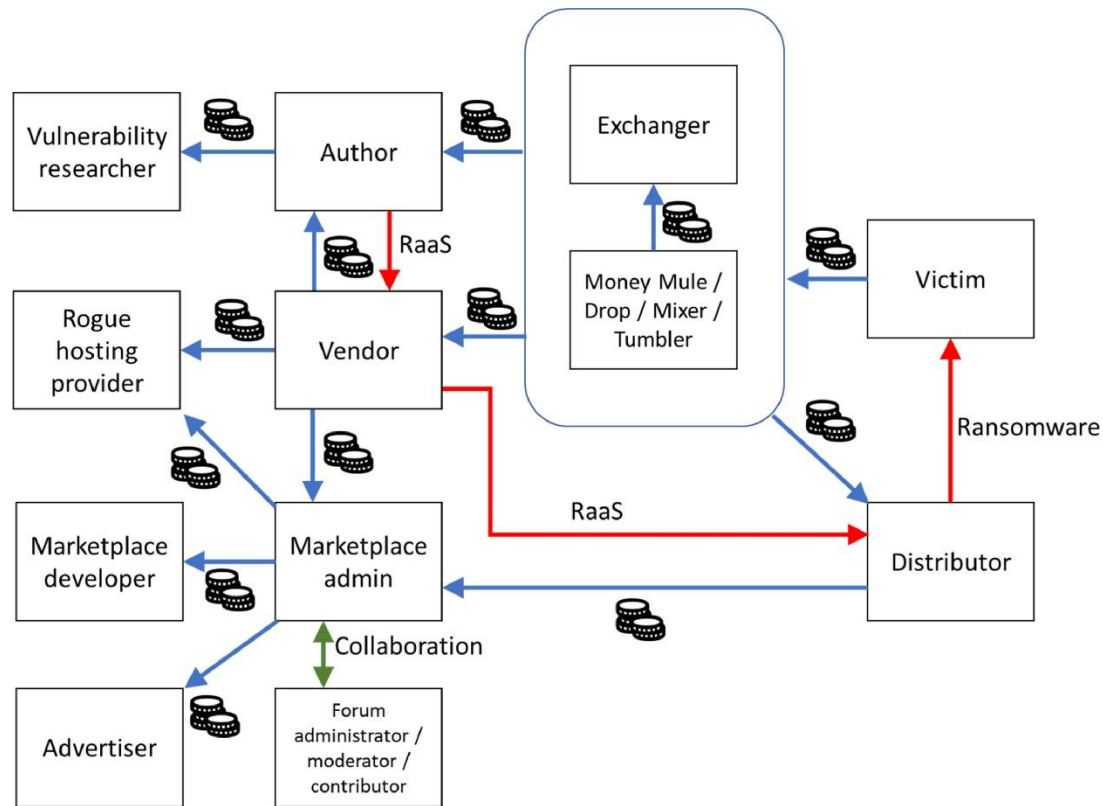 Exchanger
Vulnerability
researcher
Author
RaaS
Money Mule /
Drop / Mixer /
Tumbler
Victim
Rogue
hosting
provider
Vendor
Ransomware
RaaS
Marketplace
developer
Marketplace
admin
Distributor
Collaboration
Advertiser
Forum
administrator /
moderator /
contributor